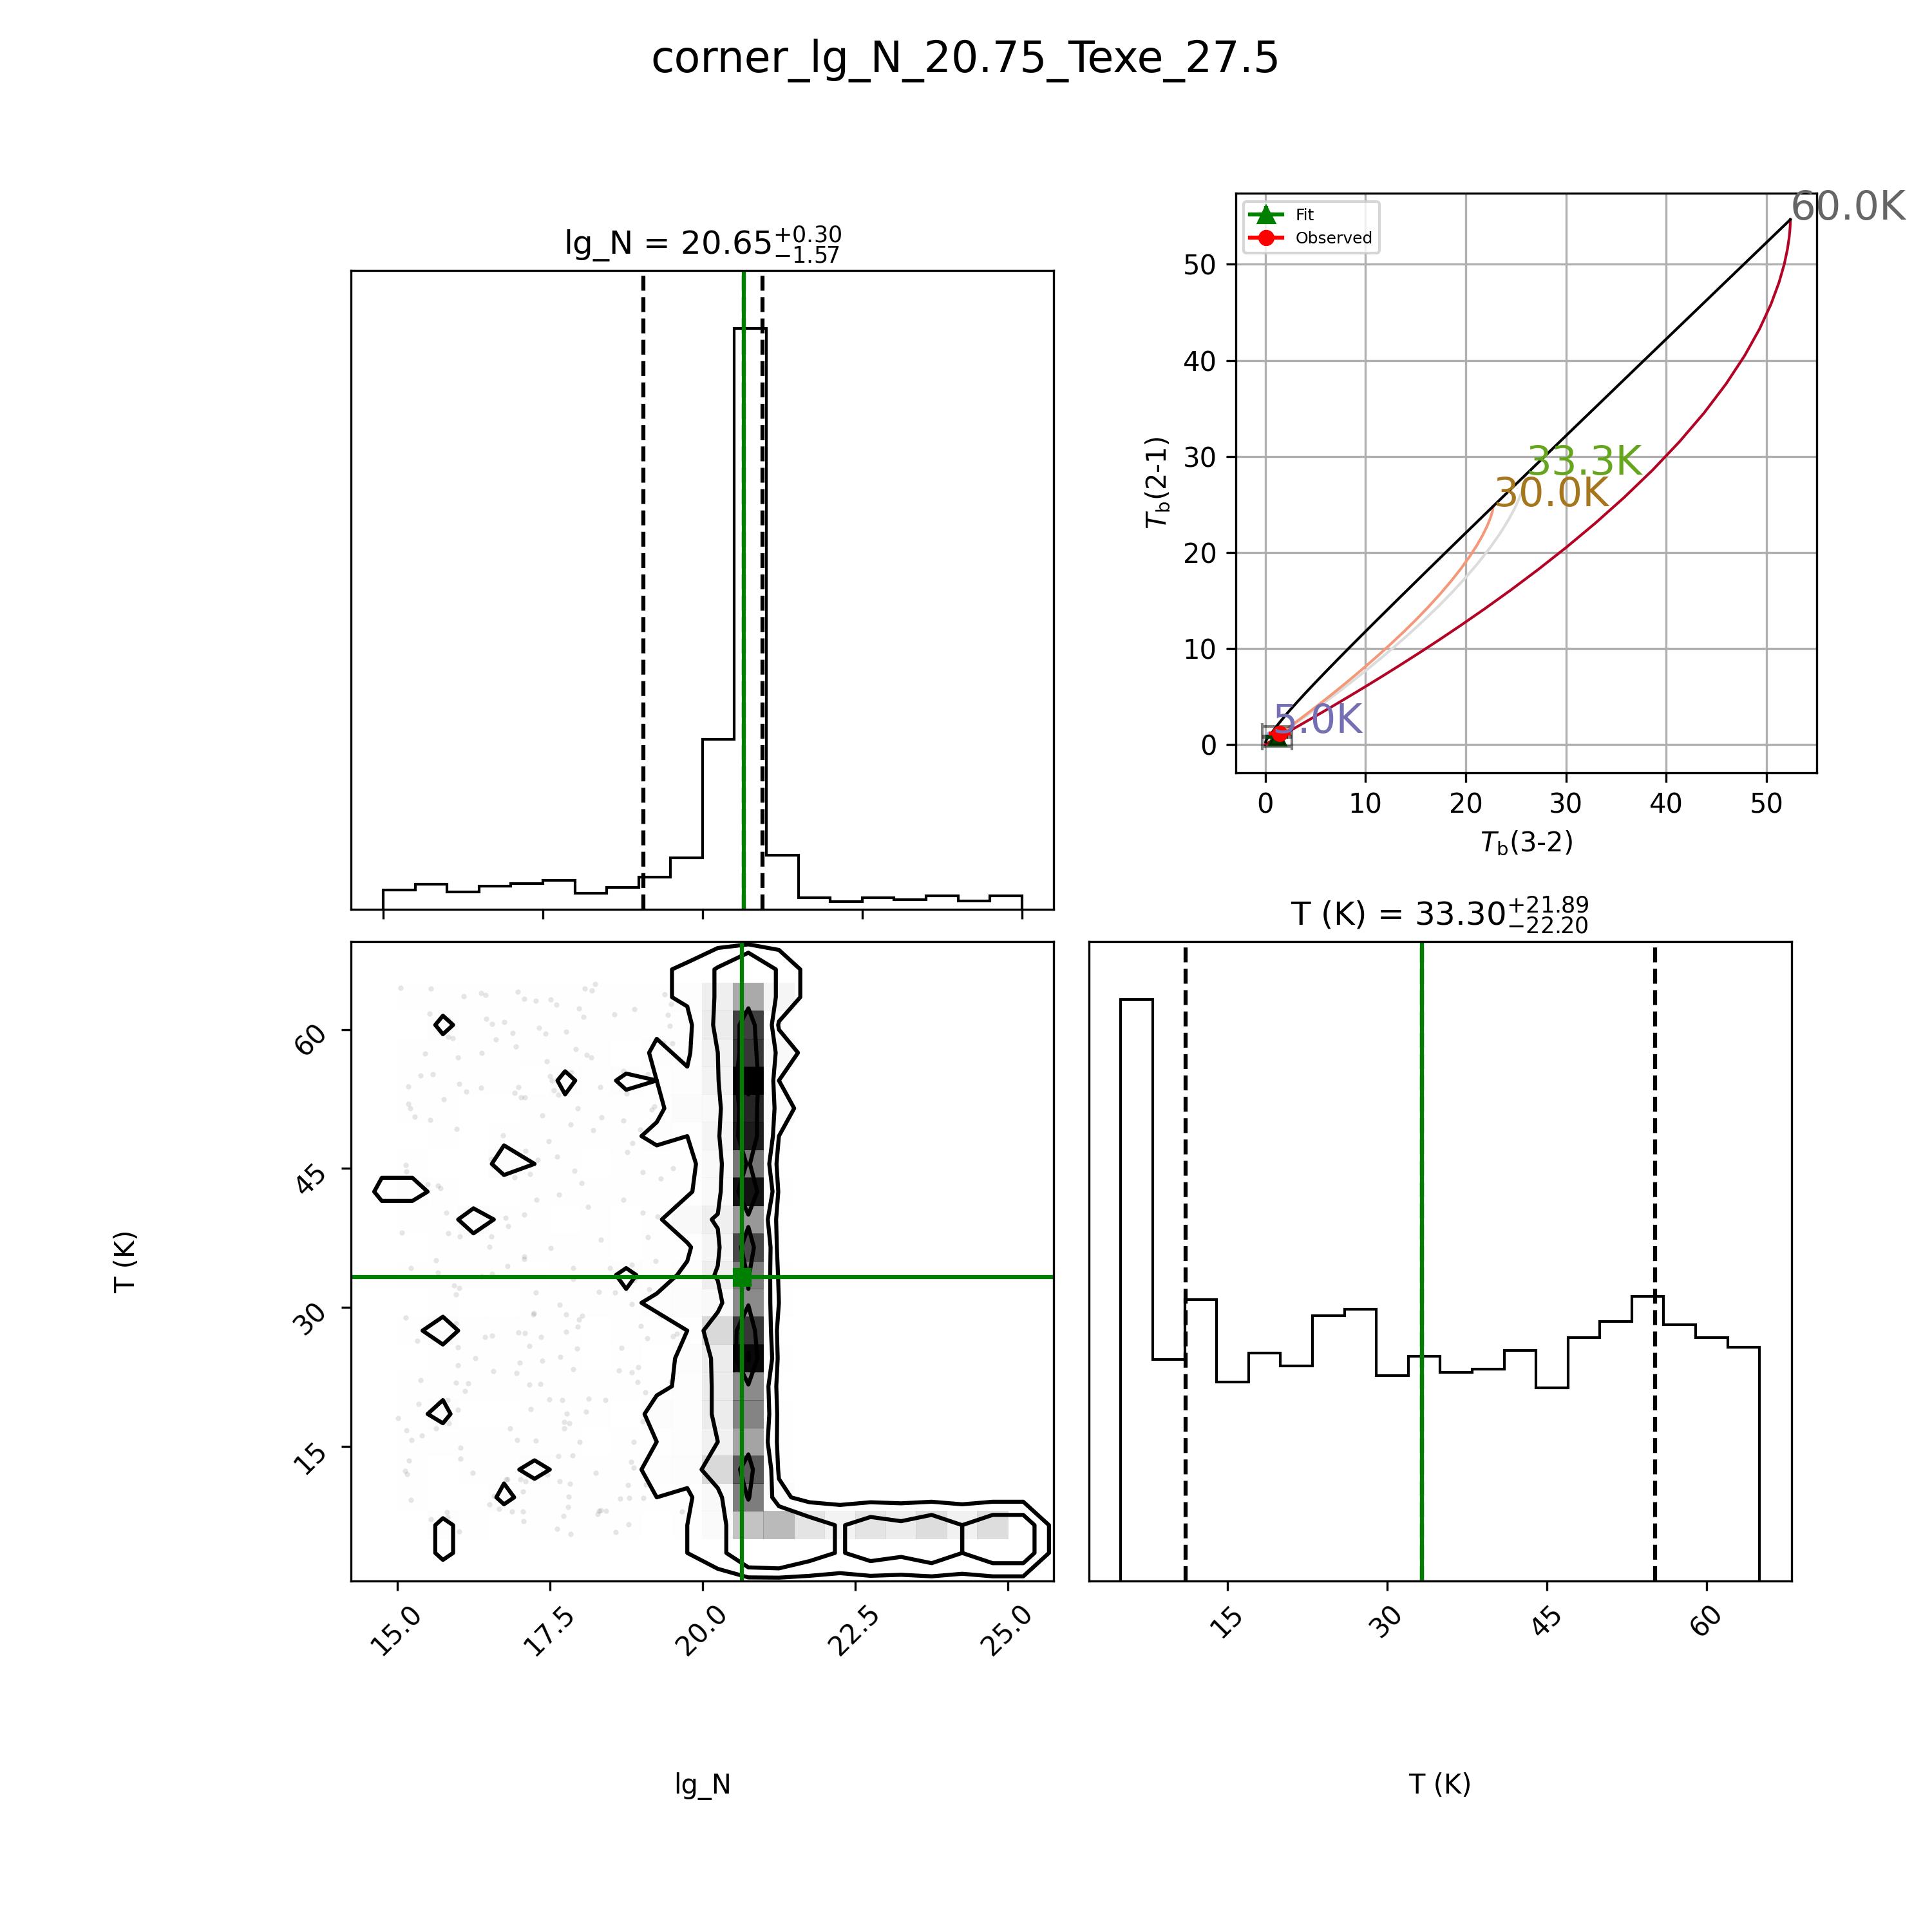 corner_lg_N_20.75_Texe_27.5
lg_N = 20.65+0.30−1.57
60.0K
Fit
Observed
50
40
30
20
10
0
33.3K
30.0K
5.0K
Tb(2-1)
0 10 20 30 40 50
Tb(3-2)
T (K) = 33.30+21.89−22.20
60
45
30
15
T (K)
15.0 17.5 20.0 22.5 25.0
lg_N
15 30 45 60
T (K)